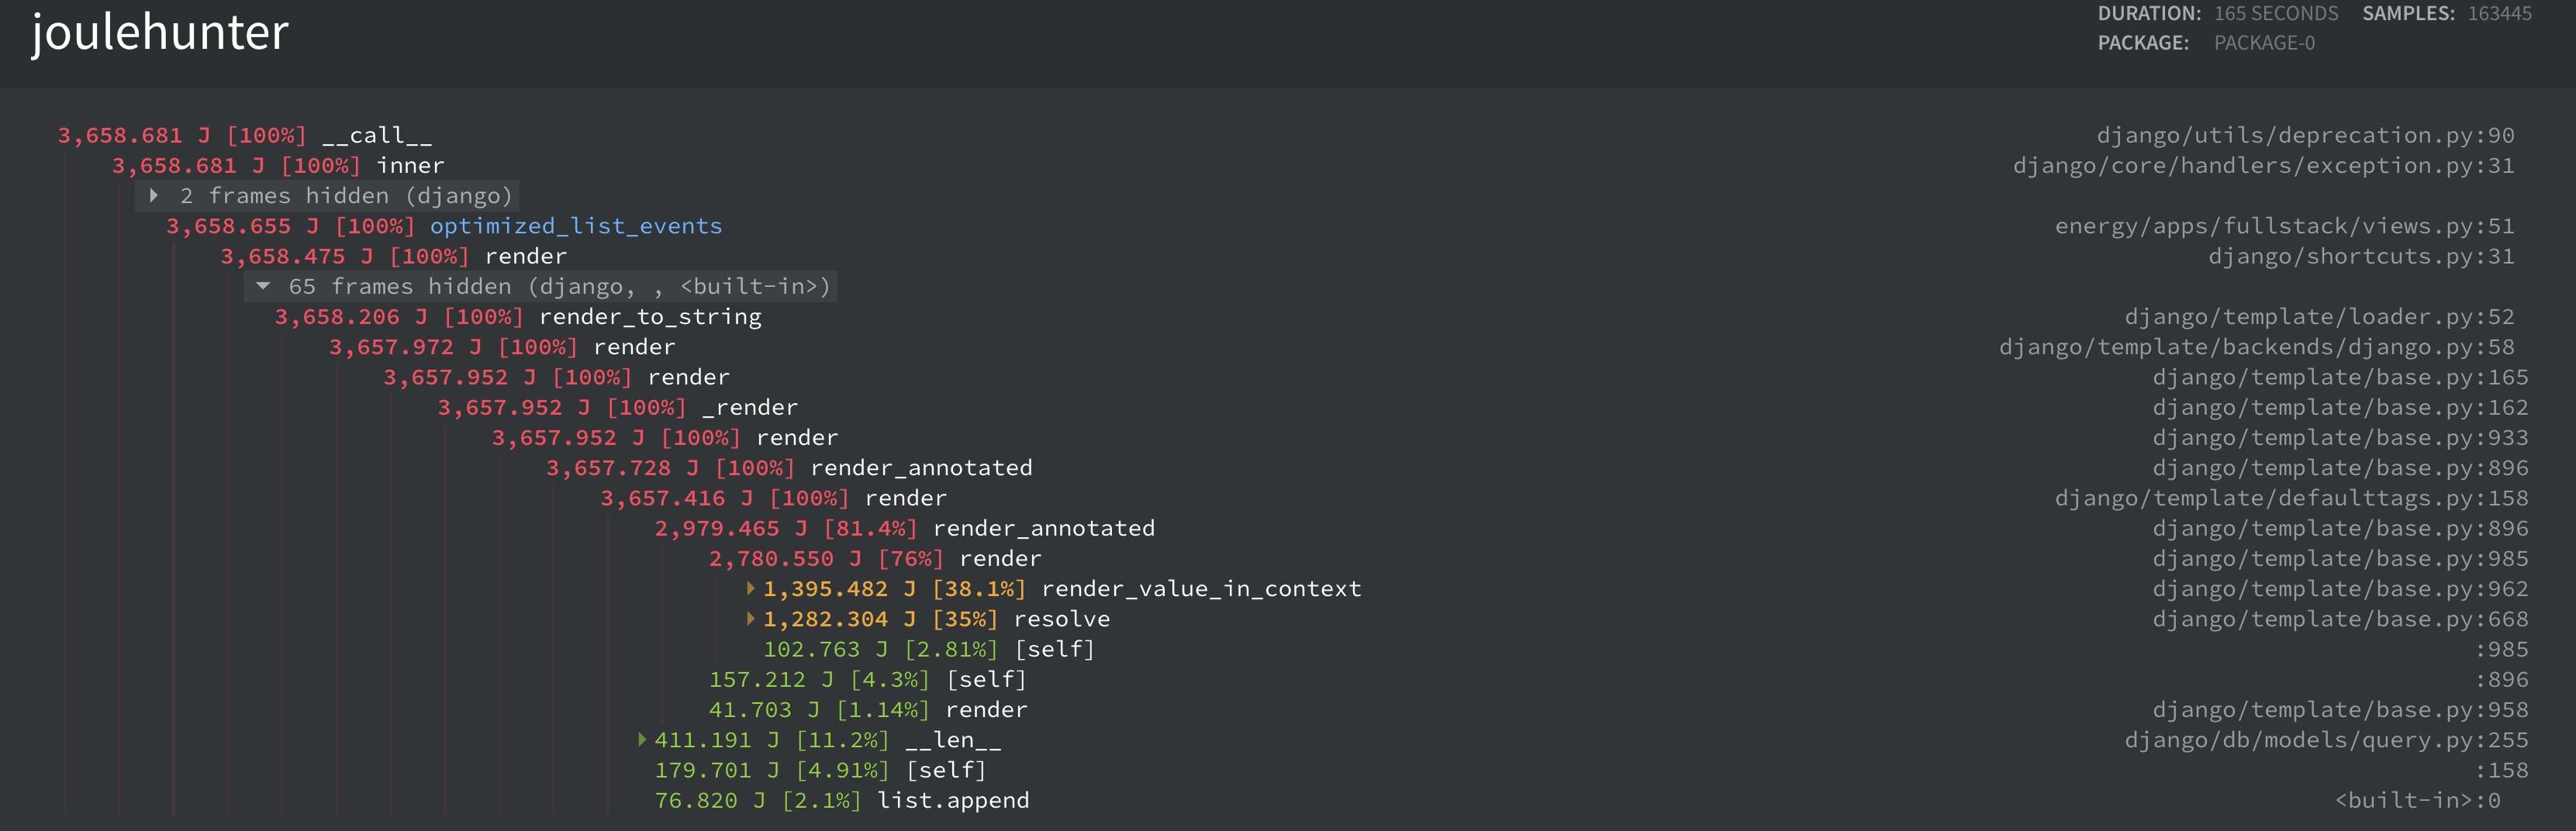 joulehunter
DURATION: 165 SECONDS SAMPLES: 163445
PACKAGE: PACKAGE-0
3,658.681 J [100%] __call__ django/utils/deprecation.py:90
3,658.681 J [100%] inner django/core/handlers/exception.py:31
2 frames hidden (django)
3,658.655 J [100%] optimized_list_events energy/apps/fullstack/views.py:51
3,658.475 J [100%] render django/shortcuts.py:31
65 frames hidden (django, , <built-in>)
3,658.206 J [100%] render_to_string django/template/loader.py:52
3,657.972 J [100%] render django/template/backends/django.py:58
3,657.952 J [100%] render django/template/base.py:165
3,657.952 J [100%] _render django/template/base.py:162
3,657.952 J [100%] render django/template/base.py:933
3,657.728 J [100%] render_annotated django/template/base.py:896
3,657.416 J [100%] render django/template/defaulttags.py:158
2,979.465 J [81.4%] render_annotated django/template/base.py:896
2,780.550 J [76%] render django/template/base.py:985
1,395.482 J [38.1%] render_value_in_context django/template/base.py:962
1,282.304 J [35%] resolve django/template/base.py:668
102.763 J [2.81%] [self] :985
157.212 J [4.3%] [self] :896
41.703 J [1.14%] render django/template/base.py:958
411.191 J [11.2%] __len__ django/db/models/query.py:255
179.701 J [4.91%] [self] :158
76.820 J [2.1%] list.append <built-in>:0